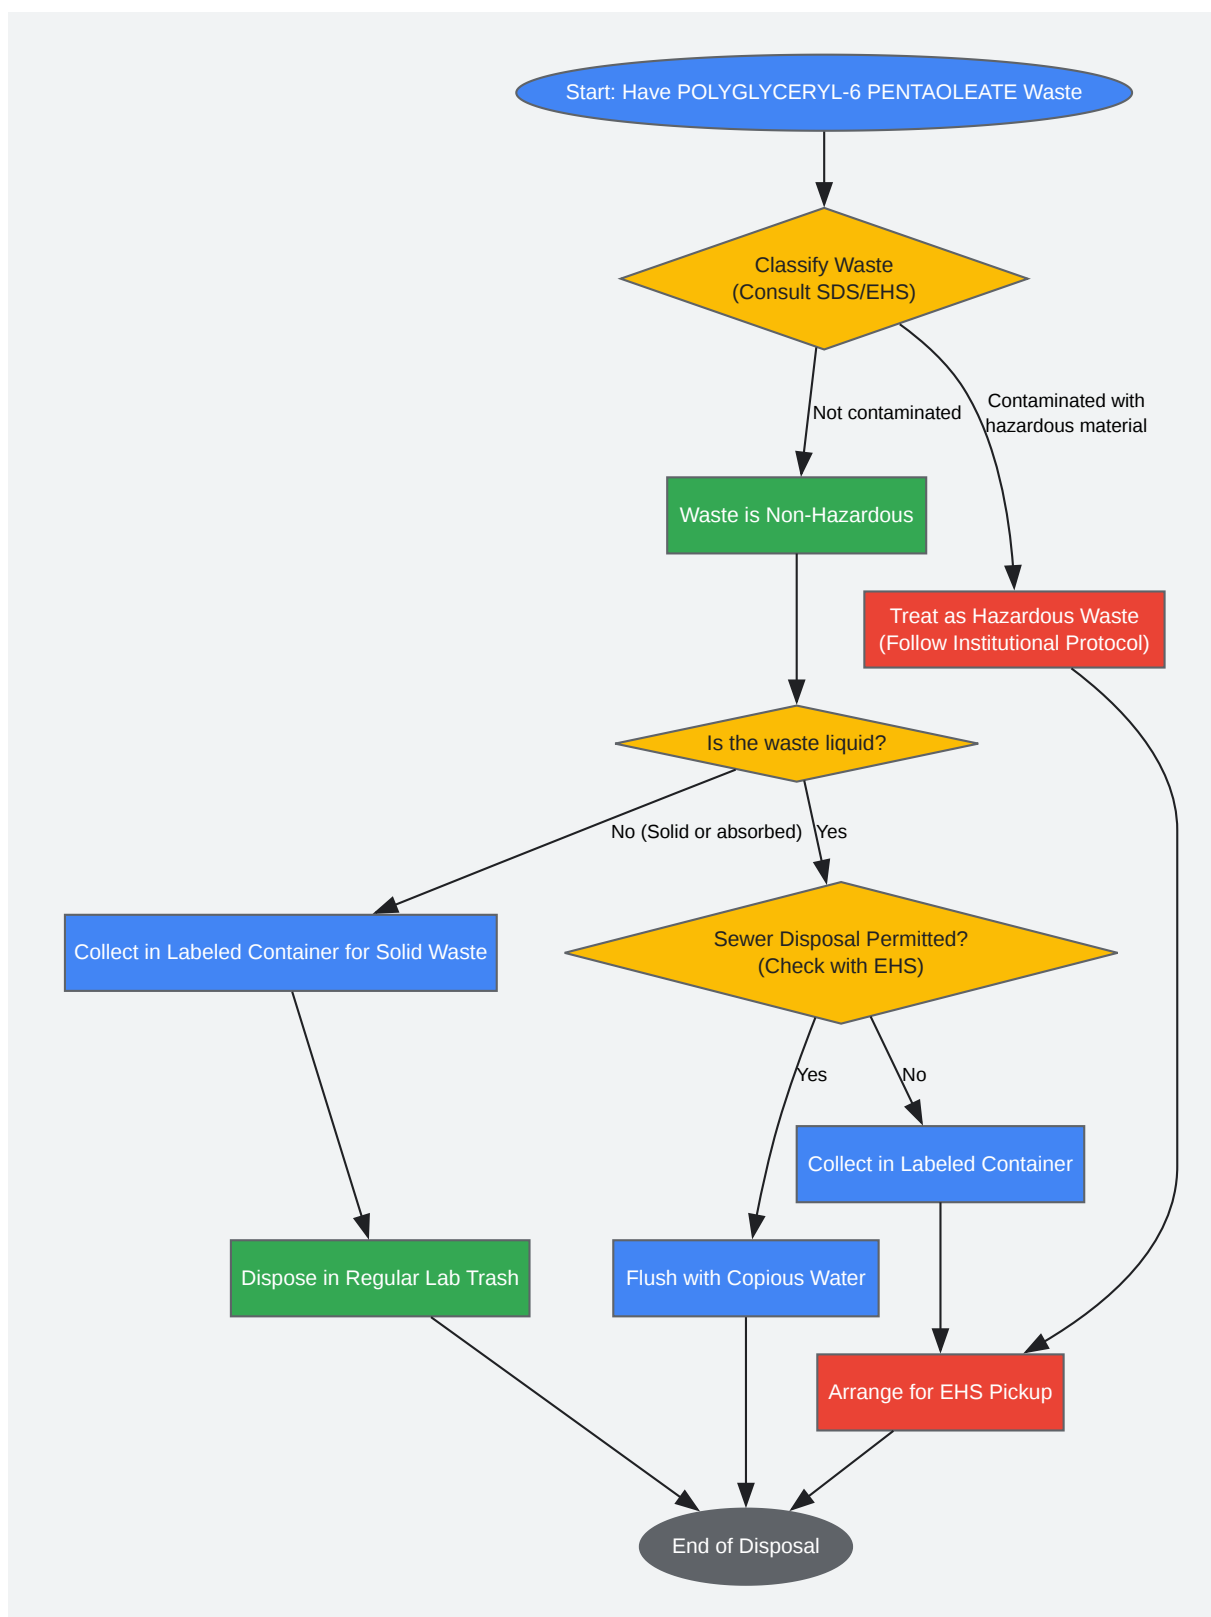 Start: Have POLYGLYCERYL-6 PENTAOLEATE Waste
Classify Waste
(Consult SDS/EHS)
Not contaminated
Contaminated with
hazardous material
Waste is Non-Hazardous
Treat as Hazardous Waste
(Follow Institutional Protocol)
Is the waste liquid?
No (Solid or absorbed)
Yes
Collect in Labeled Container for Solid Waste
Sewer Disposal Permitted?
(Check with EHS)
Yes
No
Collect in Labeled Container
Dispose in Regular Lab Trash
Flush with Copious Water
Arrange for EHS Pickup
End of Disposal